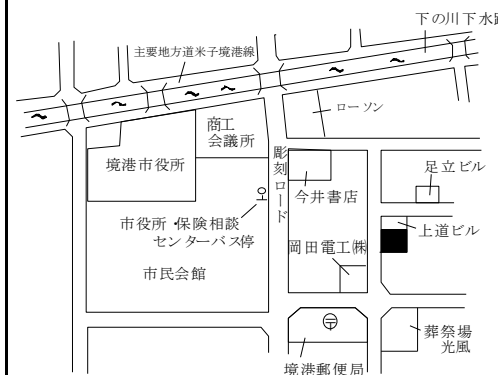 下の川下水路
主要地方道米子境港線
ローソン
商工
会議所
境港市役所
彫刻ロード
今井書店
足立ビル
市役所・保険相談
センターバス停
上道ビル
岡田電工㈱
市民会館
〒
葬祭場
光風
境港郵便局